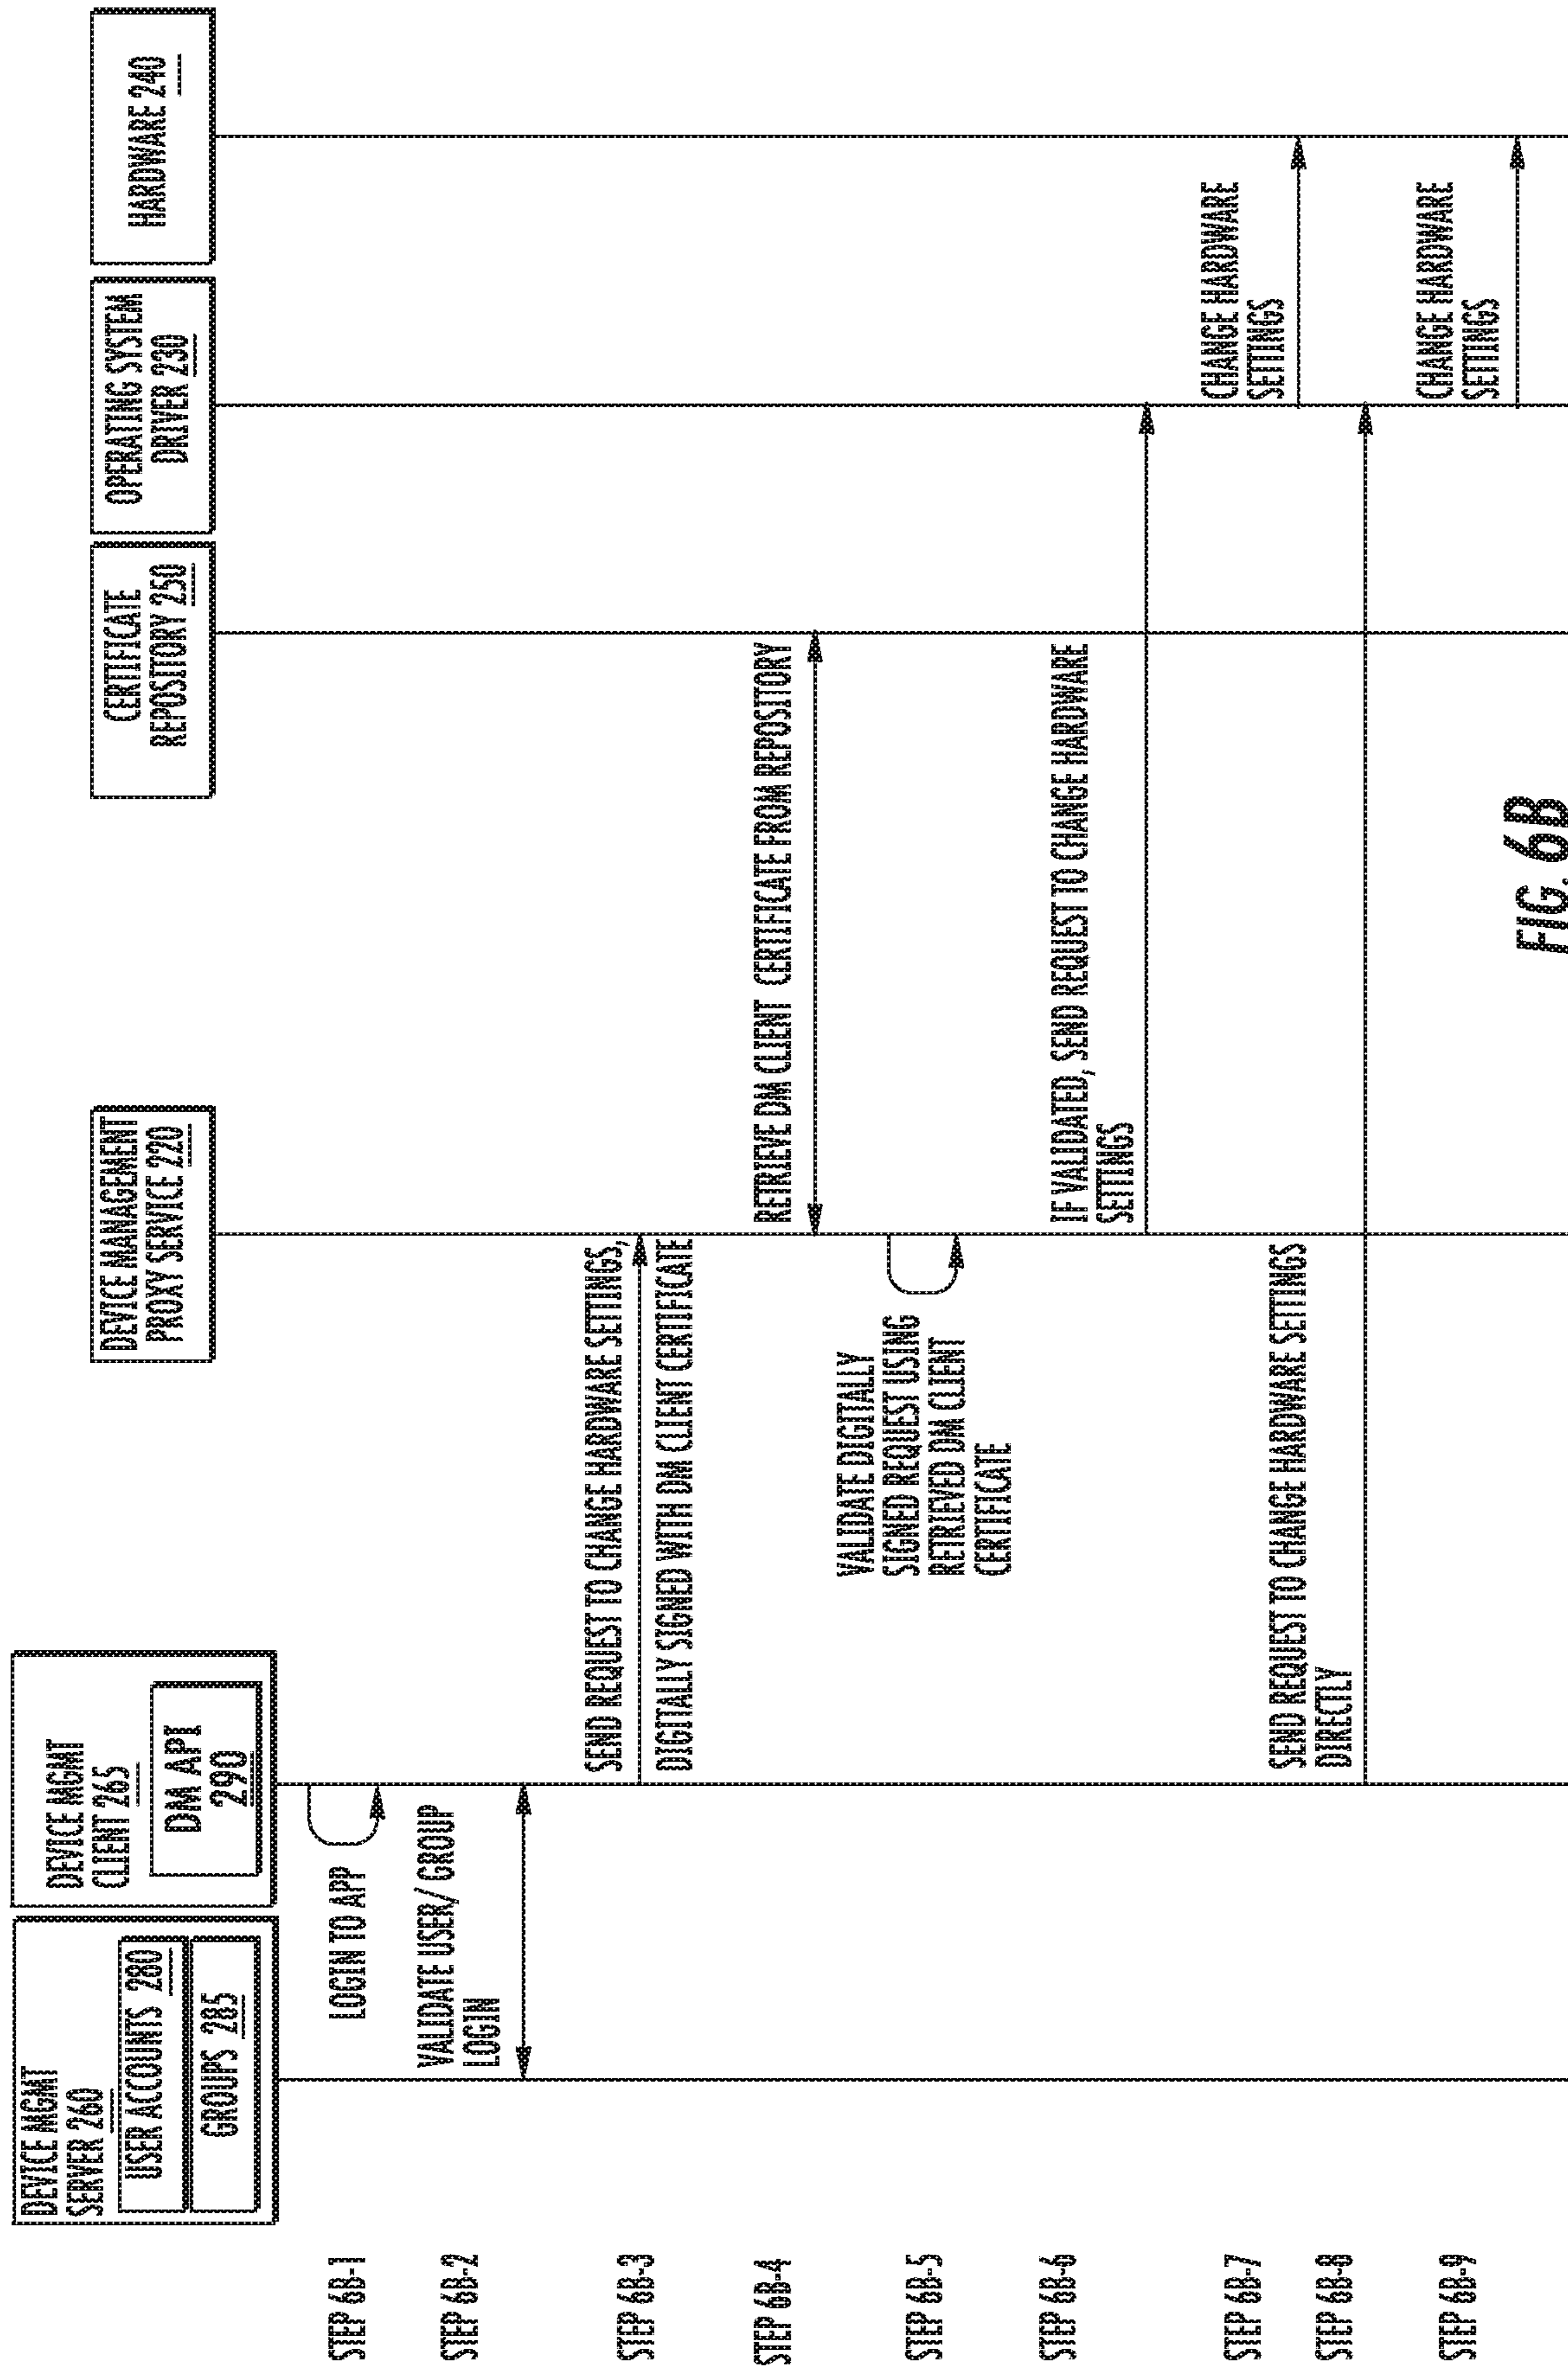 DEVICE MGMT
SERVER 260
USER ACCOUNTS 280
GROUPS 285
DEVICE MGMT
CLIENT 265
DM API
290
DEVICE MANAGEMENT
PROXY SERVICE 220
CERTIFICATE
REPOSITORY 250
OPERATING SYSTEM
DRIVER 230
HARDWARE 240
STEP 6B-1
LOGIN TO APP
STEP 6B-2
VALIDATE USER/GROUP
LOGIN
STEP 6B-3
SEND REQUEST TO CHANGE HARDWARE SETTINGS,
DIGITALLY SIGNED WITH DM CLIENT CERTIFICATE
STEP 6B-4
RETRIEVE DM CLIENT CERTIFICATE FROM REPOSITORY
STEP 6B-5
VALIDATE DIGITALLY
SIGNED REQUEST USING
RETRIEVED DM CLIENT
CERTIFICATE
STEP 6B-6
IF VALIDATED, SEND REQUEST TO CHANGE HARDWARE
SETTINGS
STEP 6B-7
CHANGE HARDWARE
SETTINGS
STEP 6B-8
SEND REQUEST TO CHANGE HARDWARE SETTINGS
DIRECTLY
STEP 6B-9
CHANGE HARDWARE
SETTINGS
FIG. 6B